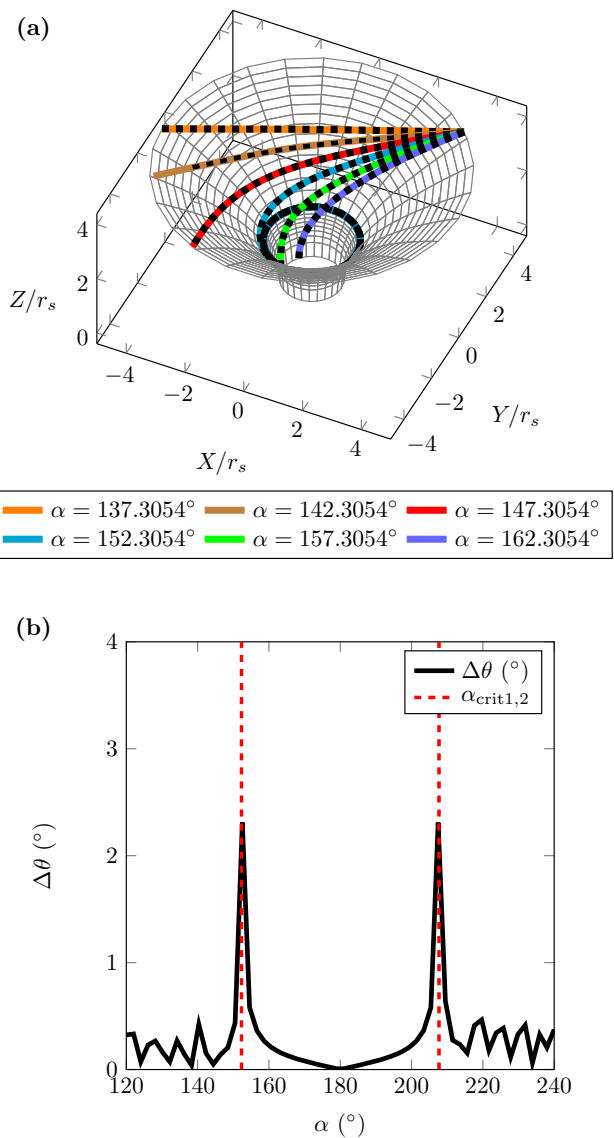 (a)
4
2
0
Z/r_s
−4
−2
0
2
4
X/r_s
−4
−2
0
2
4
Y/r_s
α = 137.3054° α = 142.3054° α = 147.3054°
α = 152.3054° α = 157.3054° α = 162.3054°
(b)
4
3
2
1
0
Δθ (°)
Δθ (°)
α_crit1,2
120 140 160 180 200 220 240
α (°)